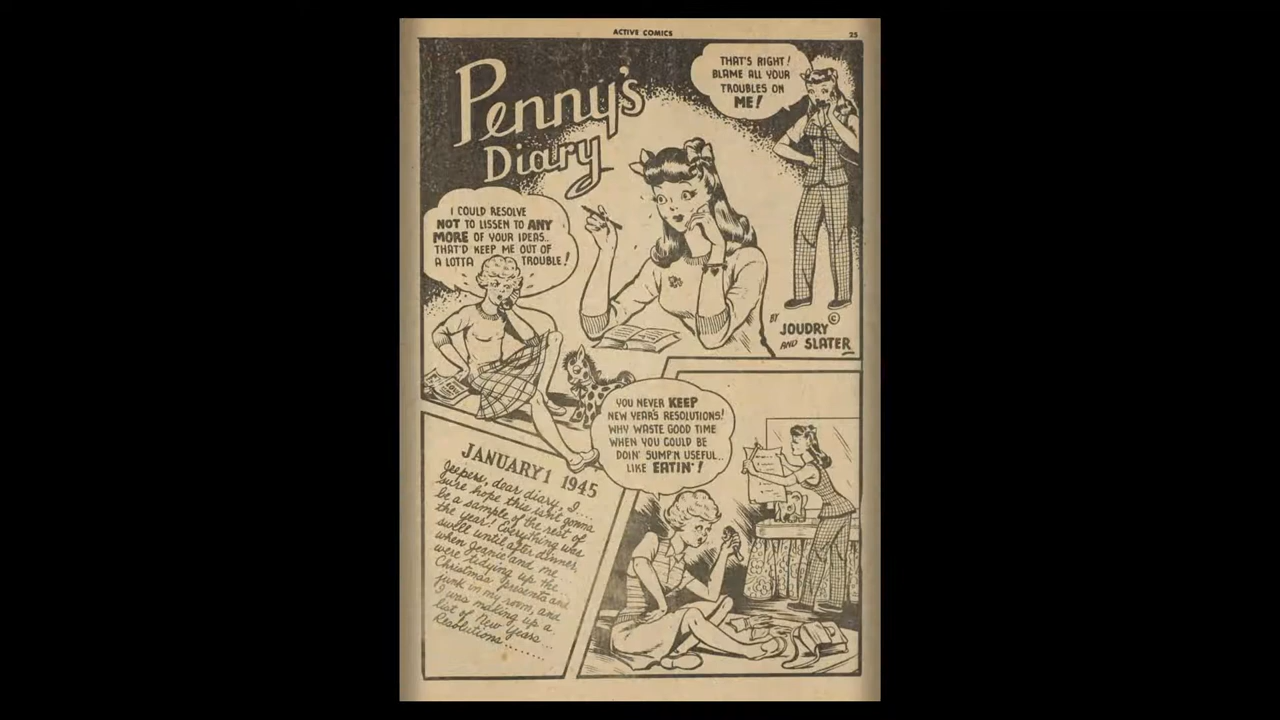 ACTIVE COMICS
25
Penny's
Diary
THAT'S RIGHT!
BLAME ALL YOUR
TROUBLES ON
ME!
I COULD RESOLVE
NOT TO LISSEN TO ANY
MORE OF YOUR IDEAS..
THAT'D KEEP ME OUT OF
A LOTTA TROUBLE!
BY
JOUDRY ©
AND SLATER
JANUARY 1 1945
Jeepers, dear diary, I....
sure hope this isn't gonna
be a sample of the rest of
the year! Everything was
swell until after dinner,
when Jeannie and me...
were tidying up the...
Christmas presents and
junk in my room, and
I was making up a
list of New Years...
Resolutions........
YOU NEVER KEEP
NEW YEAR'S RESOLUTIONS!
WHY WASTE GOOD TIME
WHEN YOU COULD BE
DOIN' SUMP'N USEFUL..
LIKE EATIN'!